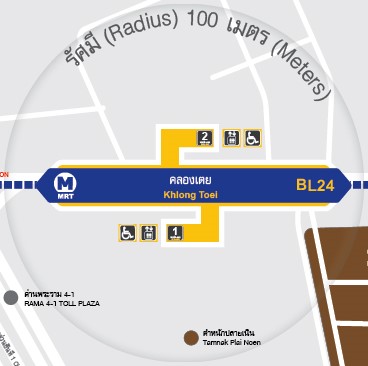 รัศมี (Radius) 100 เมตร (Meters)
2
ON
MRT
คลองเตย
Khlong Toei
BL24
1
ด่านพระราม 4-1
RAMA 4-1 TOLL PLAZA
ตำหนักปลายเนิน
Tamnak Plai Noen